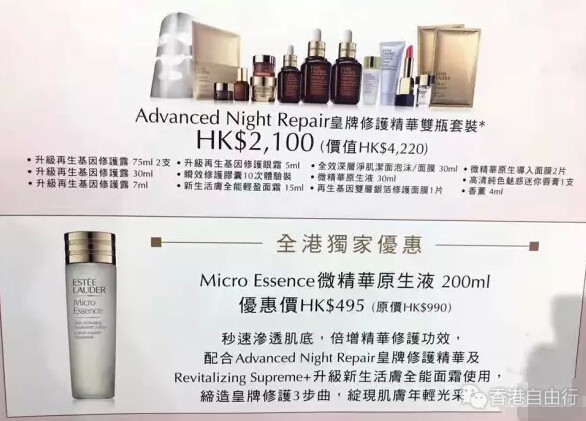 Advanced Night Repair皇牌修護精華雙瓶套裝*
HK$2,100 (價值HK$4,220)
• 升級再生基因修護露 75ml 2支 • 升級再生基因修護眼霜 5ml • 全效深層淨肌潔面泡沫/面膜 30ml • 微精華原生導入面膜2片
• 升級再生基因修護露 30ml • 瞬效修護膠囊10次體驗裝 • 微精華原生液 30ml • 高清純色魅惑迷你唇膏1支
• 升級再生基因修護露 7ml • 新生活膚全能輕盈面霜 15ml • 再生基因雙層銀箔修護面膜1片 • 香薰 4ml
全港獨家優惠
Micro Essence微精華原生液 200ml
優惠價HK$495 (原價HK$990)
秒速滲透肌底，倍增精華修護功效，
配合Advanced Night Repair皇牌修護精華及
Revitalizing Supreme+升級新生活膚全能面霜使用，
締造皇牌修護3步曲，綻現肌膚年輕光采
ESTĒE
LAUDER
Micro
Essence
香港自由行